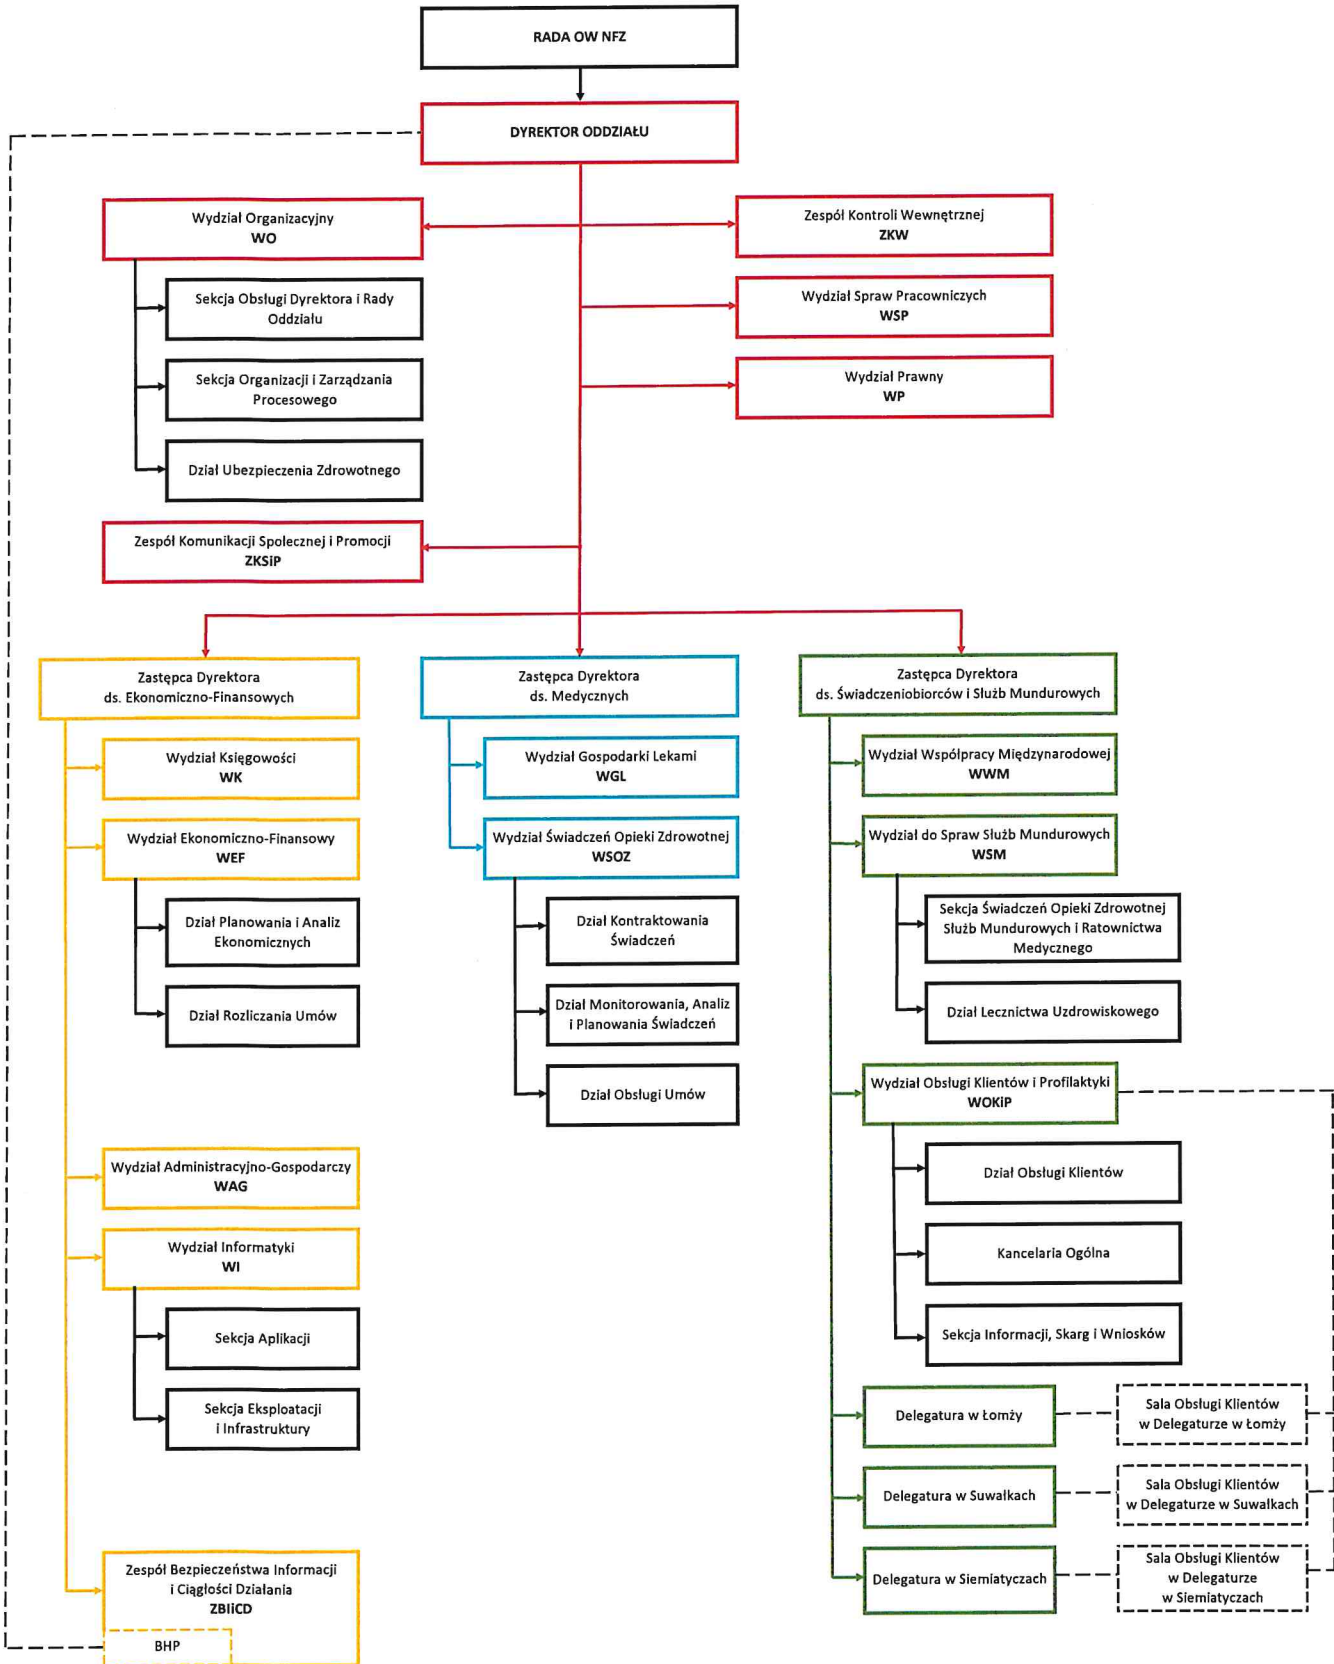 RADA OW NFZ
DYREKTOR ODDZIAŁU
Wydział Organizacyjny
WO
Zespół Kontroli Wewnętrznej
ZKW
Sekcja Obsługi Dyrektora i Rady
Oddziału
Wydział Spraw Pracowniczych
WSP
Sekcja Organizacji i Zarządzania
Procesowego
Wydział Prawny
WP
Dział Ubezpieczenia Zdrowotnego
Zespół Komunikacji Społecznej i Promocji
ZKSiP
Zastępca Dyrektora
ds. Ekonomiczno-Finansowych
Wydział Księgowości
WK
Wydział Ekonomiczno-Finansowy
WEF
Dział Planowania i Analiz
Ekonomicznych
Dział Rozliczania Umów
Wydział Administracyjno-Gospodarczy
WAG
Wydział Informatyki
WI
Sekcja Aplikacji
Sekcja Eksploatacji
i Infrastruktury
Zespół Bezpieczeństwa Informacji
i Ciągłości Działania
ZBIiCD
BHP
Zastępca Dyrektora
ds. Medycznych
Wydział Gospodarki Lekami
WGL
Wydział Świadczeń Opieki Zdrowotnej
WSOZ
Dział Kontraktowania
Świadczeń
Dział Monitorowania, Analiz
i Planowania Świadczeń
Dział Obsługi Umów
Zastępca Dyrektora
ds. Świadczeniobiorców i Służb Mundurowych
Wydział Współpracy Międzynarodowej
WWM
Wydział do Spraw Służb Mundurowych
WSM
Sekcja Świadczeń Opieki Zdrowotnej
Służb Mundurowych i Ratownictwa
Medycznego
Dział Lecznictwa Uzdrowiskowego
Wydział Obsługi Klientów i Profilaktyki
WOKiP
Dział Obsługi Klientów
Kancelaria Ogólna
Sekcja Informacji, Skarg i Wniosków
Delegatura w Łomży
Sala Obsługi Klientów
w Delegaturze w Łomży
Delegatura w Suwałkach
Sala Obsługi Klientów
w Delegaturze w Suwałkach
Delegatura w Siemiatyczach
Sala Obsługi Klientów
w Delegaturze
w Siemiatyczach